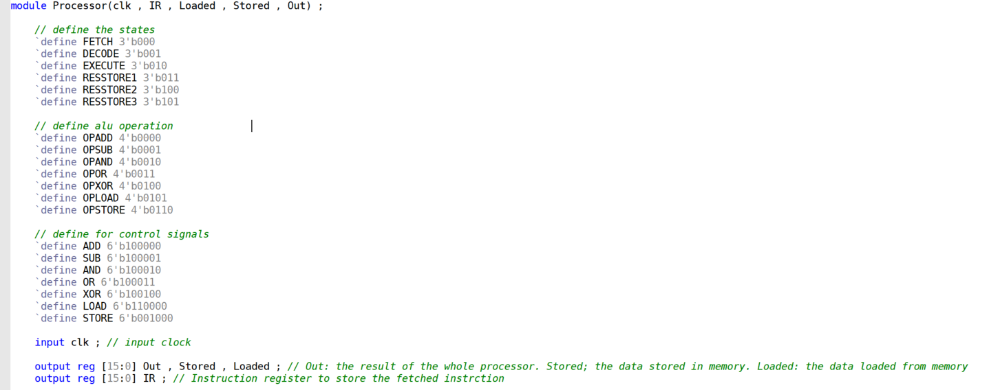 module Processor(clk , IR , Loaded , Stored , Out) ;
// define the states
`define FETCH 3'b000
`define DECODE 3'b001
`define EXECUTE 3'b010
`define RESSTORE1 3'b011
`define RESSTORE2 3'b100
`define RESSTORE3 3'b101
// define alu operation
`define OPADD 4'b0000
`define OPSUB 4'b0001
`define OPAND 4'b0010
`define OPOR 4'b0011
`define OPXOR 4'b0100
`define OPLOAD 4'b0101
`define OPSTORE 4'b0110
// define for control signals
`define ADD 6'b100000
`define SUB 6'b100001
`define AND 6'b100010
`define OR 6'b100011
`define XOR 6'b100100
`define LOAD 6'b110000
`define STORE 6'b001000
input clk ; // input clock
output reg [15:0] Out , Stored , Loaded ; // Out: the result of the whole processor. Stored; the data stored in memory. Loaded: the data loaded from memory
output reg [15:0] IR ; // Instruction register to store the fetched instrction